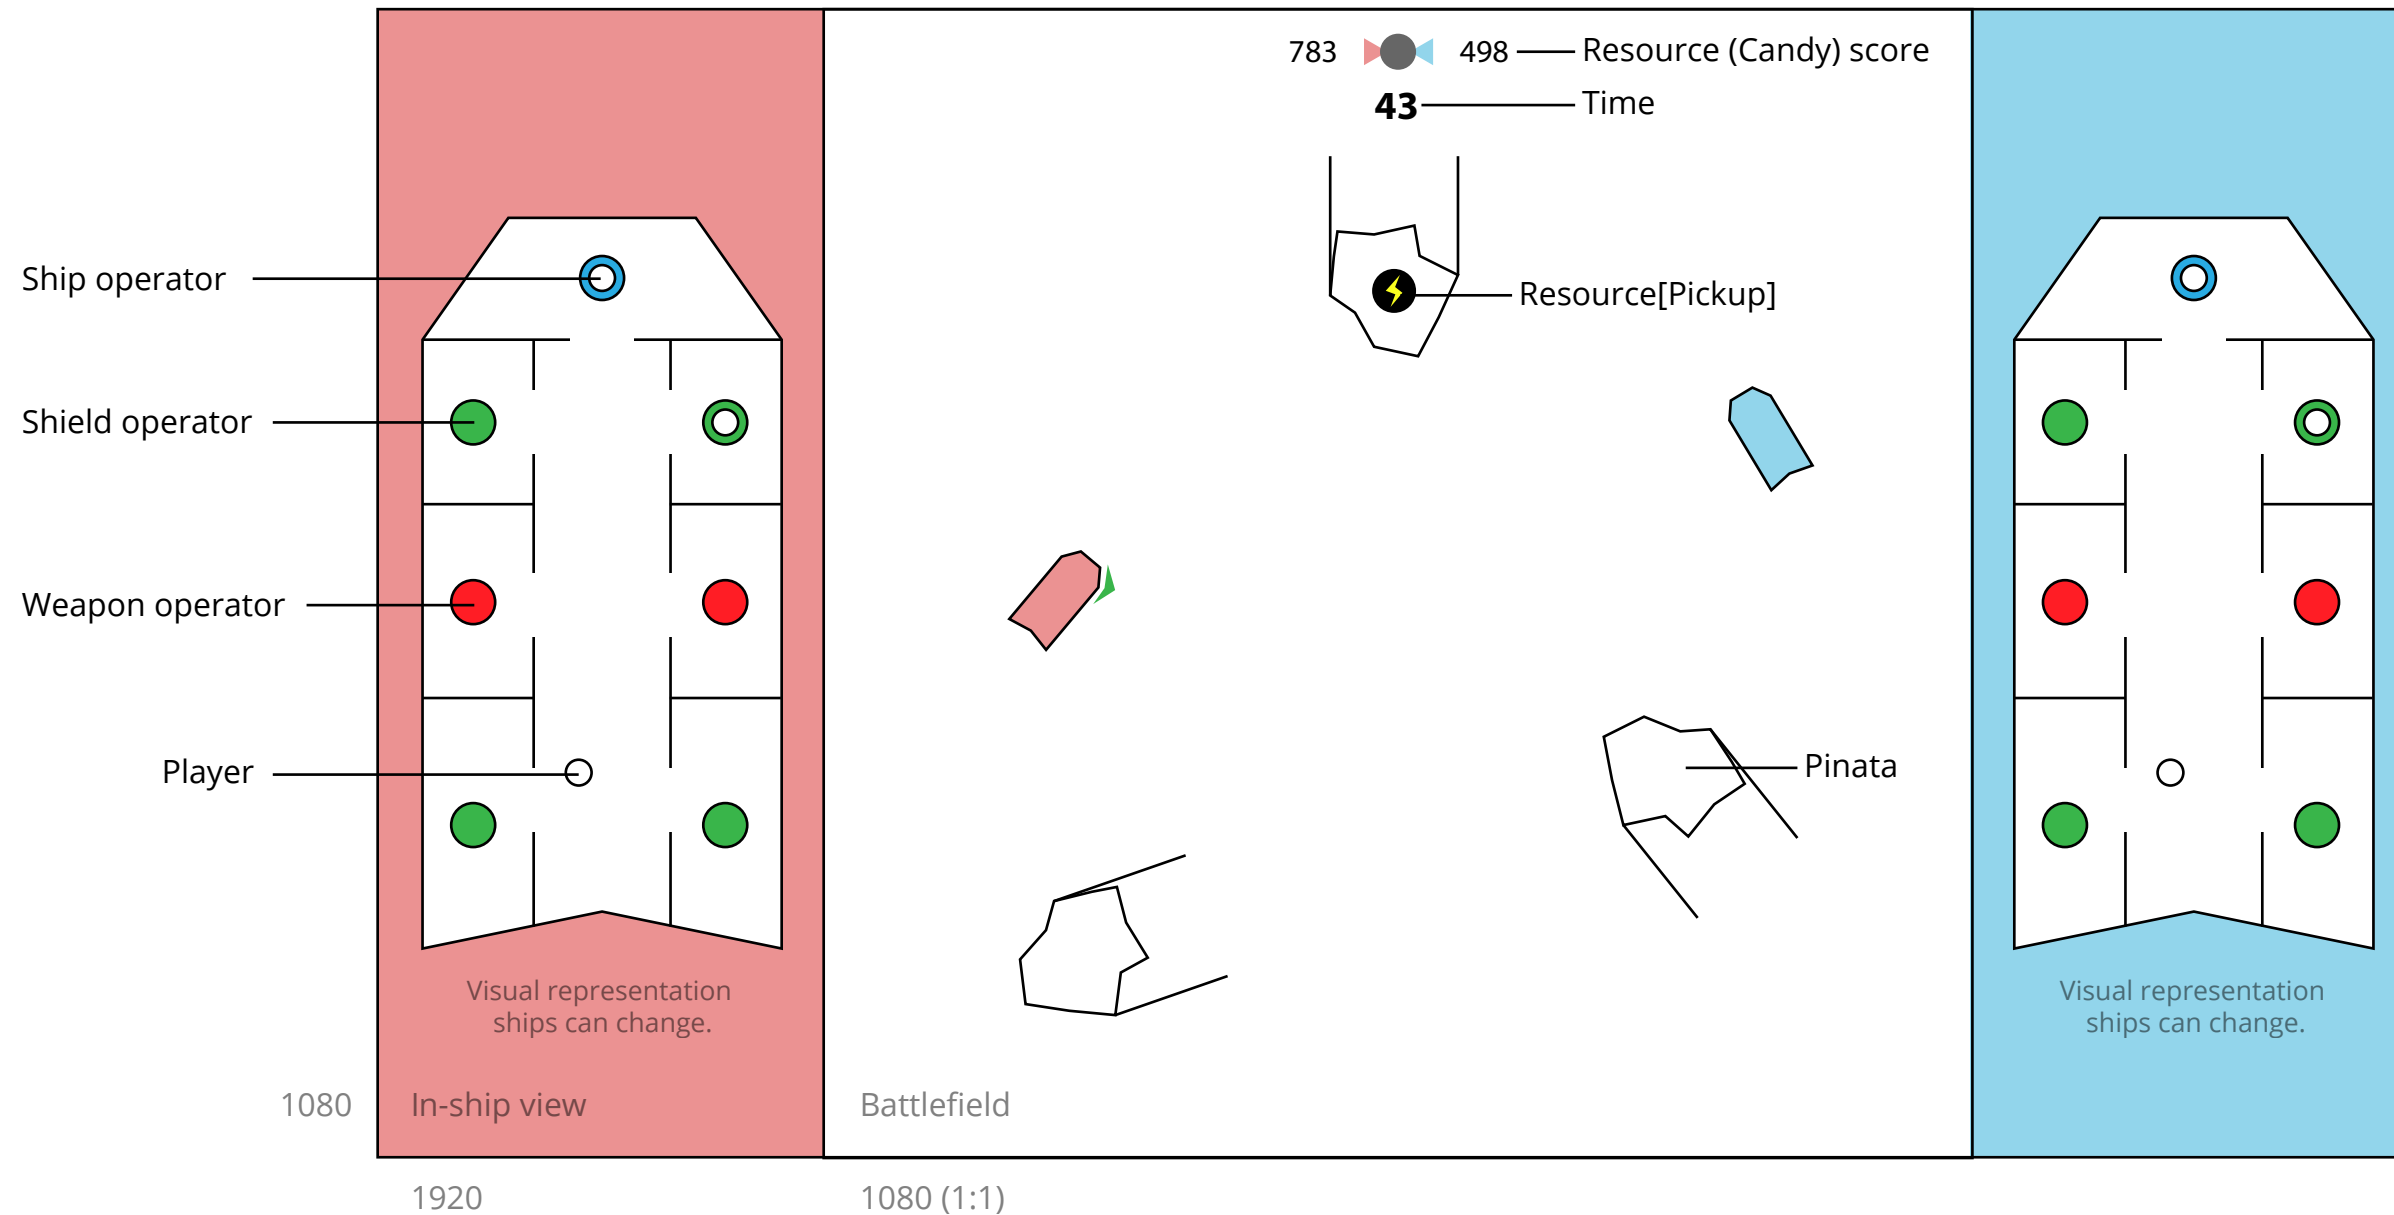 783 498 Resource (Candy) score
43 Time
Ship operator
Resource[Pickup]
Shield operator
Weapon operator
Player
Pinata
Visual representation
ships can change.
Visual representation
ships can change.
1080 In-ship view
Battlefield
1920
1080 (1:1)